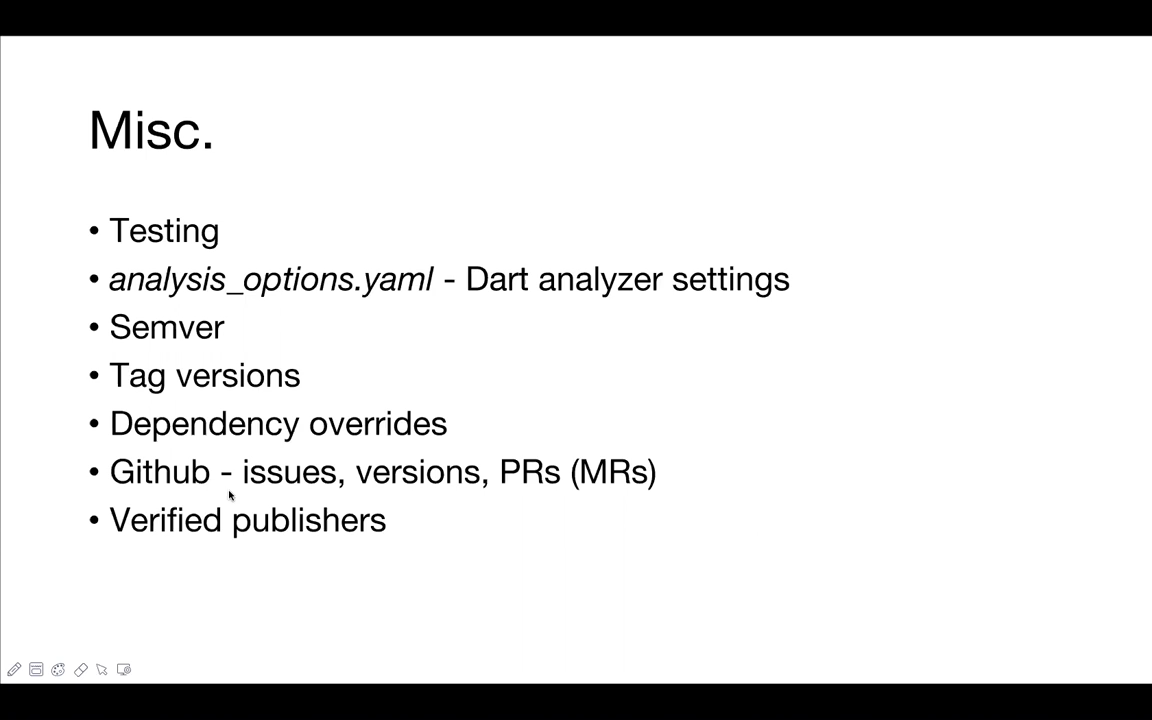 Misc.
• Testing
• analysis_options.yaml - Dart analyzer settings
• Semver
• Tag versions
• Dependency overrides
• Github - issues, versions, PRs (MRs)
• Verified publishers